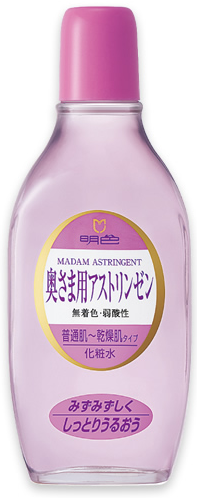 明色
MADAM ASTRINGENT
奥さま用アストリンゼン
無着色・弱酸性
普通肌〜乾燥肌タイプ
化粧水
みずみずしく
しっとりうるおう